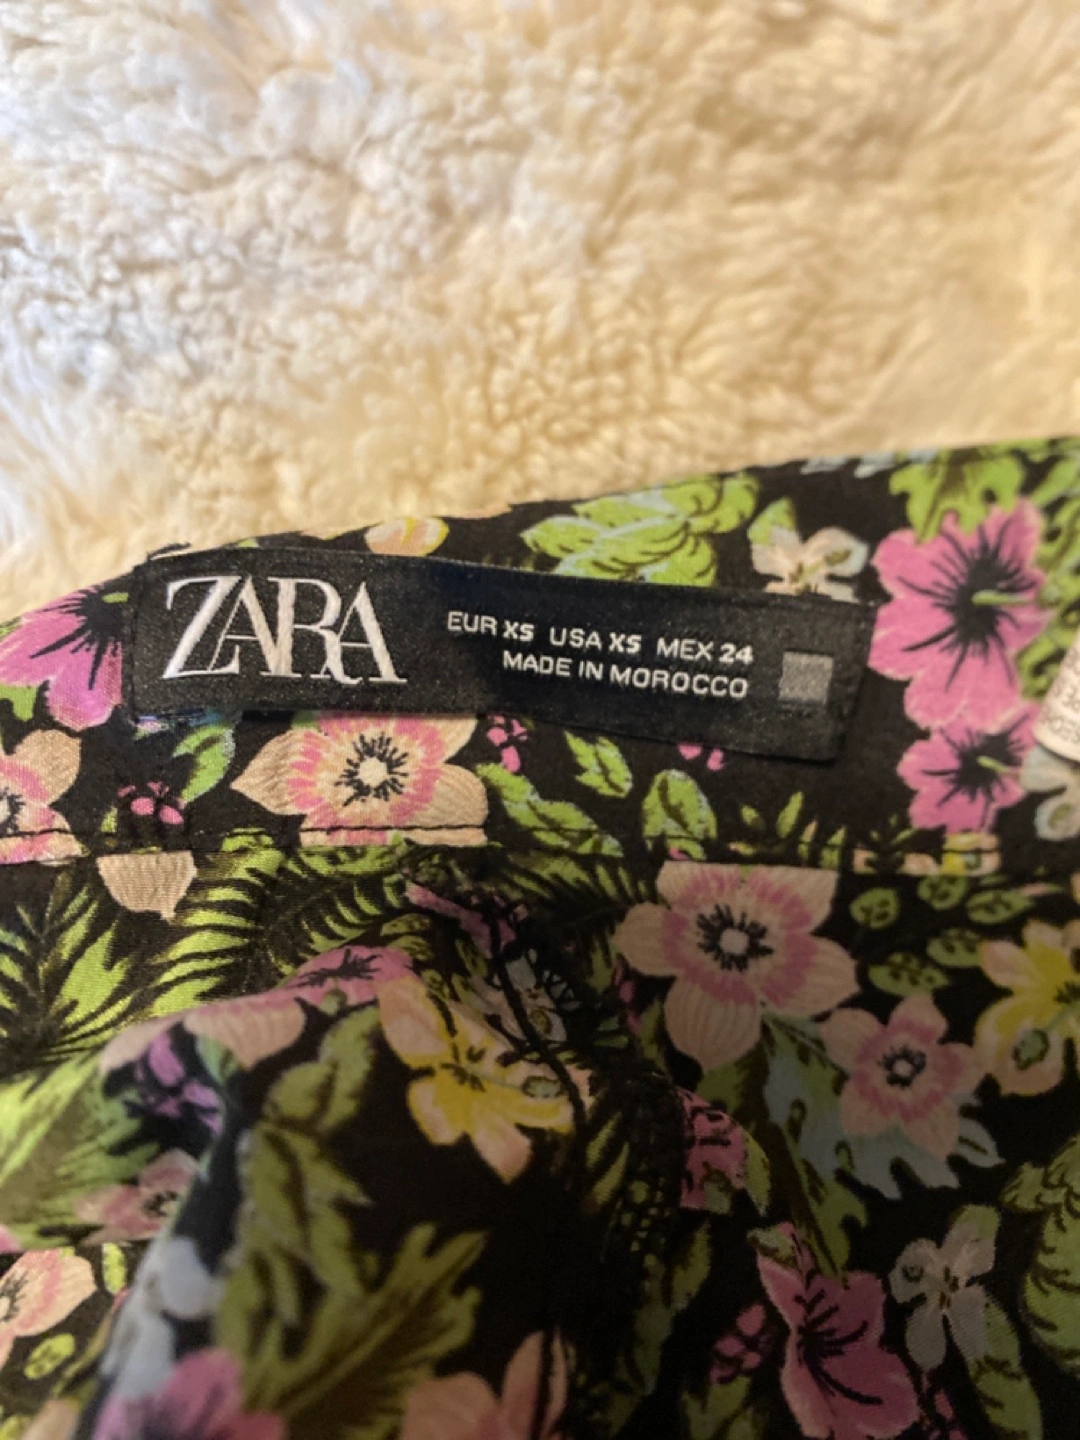 ZARA
EUR XS USA XS MEX 24
MADE IN MOROCCO